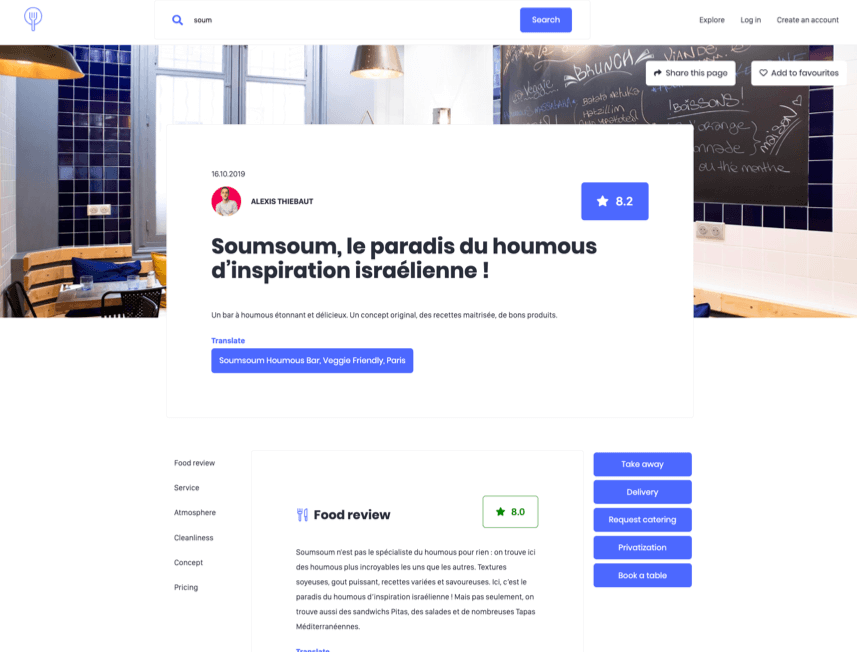 soum
Search
Explore
Log in
Create an account
BRUNCH
VIANDE
Share this page
Add to favourites
BOISSONS!
16.10.2019
ALEXIS THIEBAUT
8.2
Soumsoum, le paradis du houmous
d’inspiration israélienne !
Un bar à houmous étonnant et délicieux. Un concept original, des recettes maitrisée, de bons produits.
Translate
Soumsoum Houmous Bar, Veggie Friendly, Paris
Food review
Service
Atmosphere
Cleanliness
Concept
Pricing
Food review
8.0
Soumsoum n'est pas le spécialiste du houmous pour rien : on trouve ici
des houmous plus incroyables les uns que les autres. Textures
soyeuses, gout puissant, recettes variées et savoureuses. Ici, c'est le
paradis du houmous d'inspiration israélienne ! Mais pas seulement, on
trouve aussi des sandwichs Pitas, des salades et de nombreuses Tapas
Méditerranéennes.
Translate
Take away
Delivery
Request catering
Privatization
Book a table